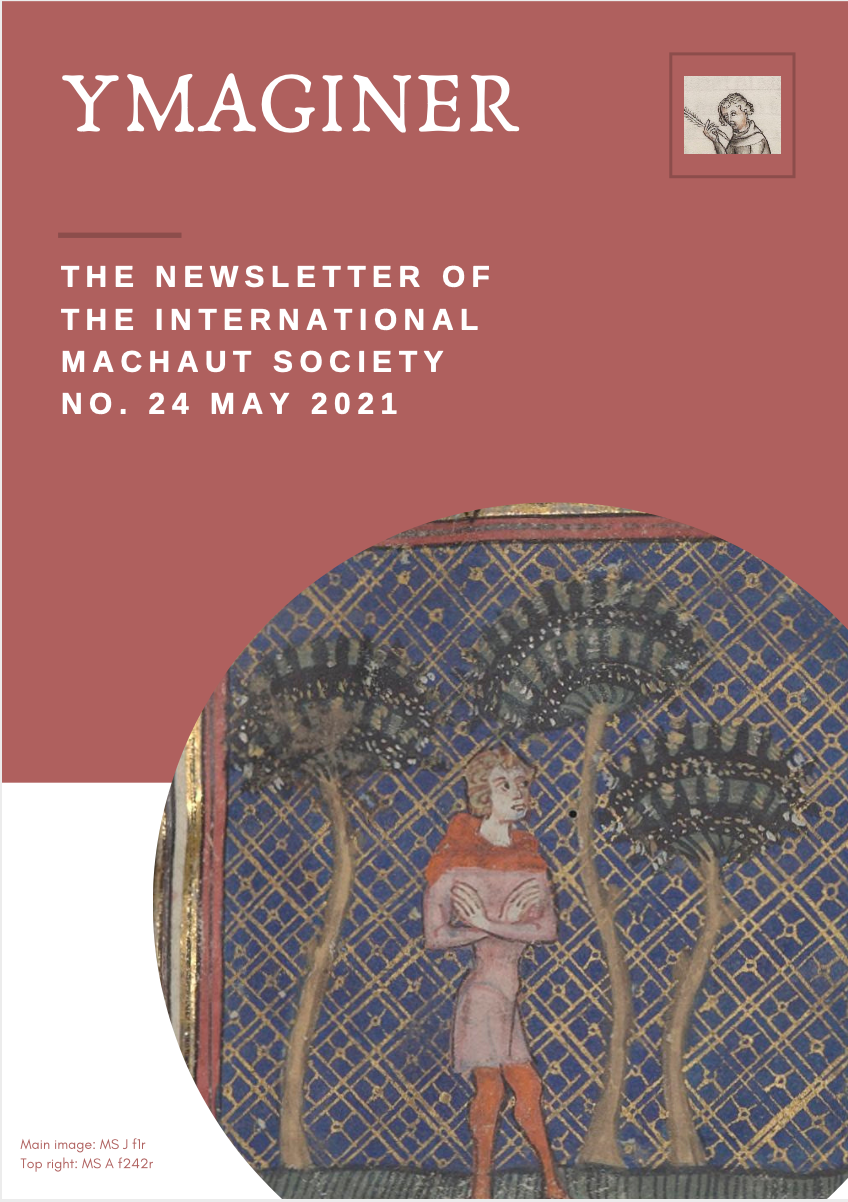 YMAGINER
THE NEWSLETTER OF
THE INTERNATIONAL
MACHAUT SOCIETY
NO. 24 MAY 2021
Main image: MS J f1r
Top right: MS A f242r